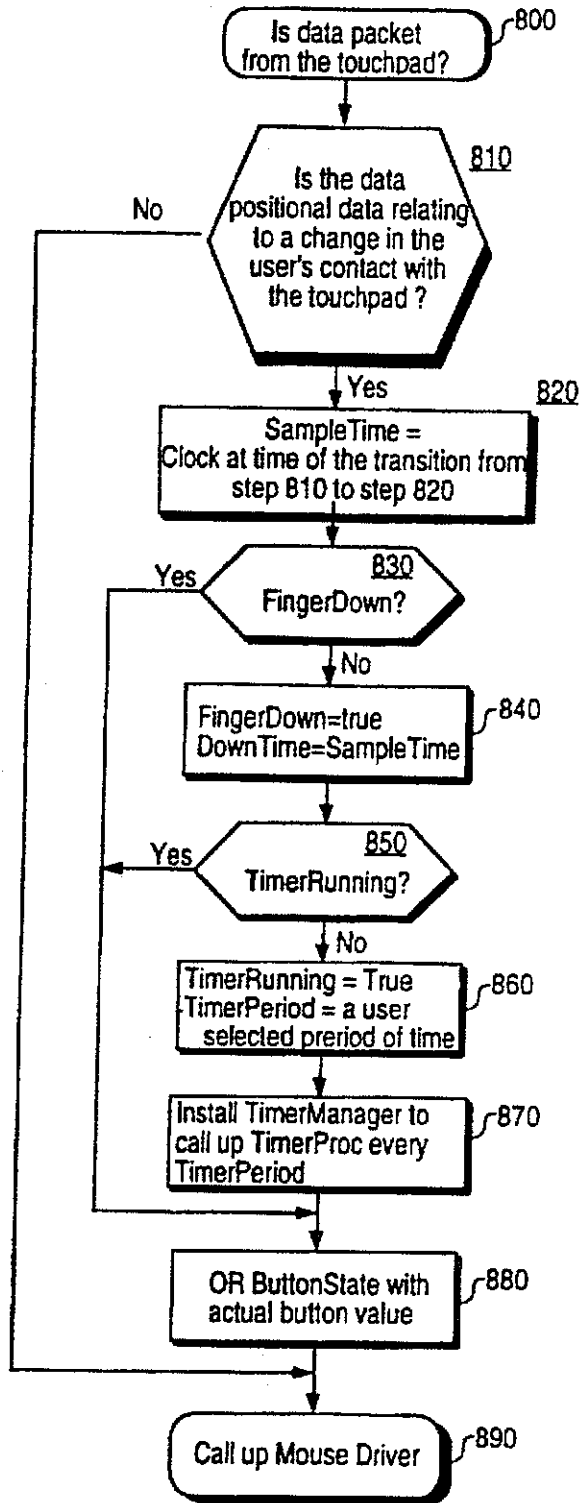 Is data packet
from the touchpad?
800
810
Is the data
positional data relating
to a change in the
user's contact with
the touchpad ?
No
Yes
820
SampleTime =
Clock at time of the transition from
step 810 to step 820
830
Yes
FingerDown?
No
FingerDown=true
DownTime=SampleTime
840
850
Yes
TimerRunning?
No
TimerRunning = True
TimerPeriod = a user
selected preriod of time
860
Install TimerManager to
call up TimerProc every
TimerPeriod
870
OR ButtonState with
actual button value
880
Call up Mouse Driver
890